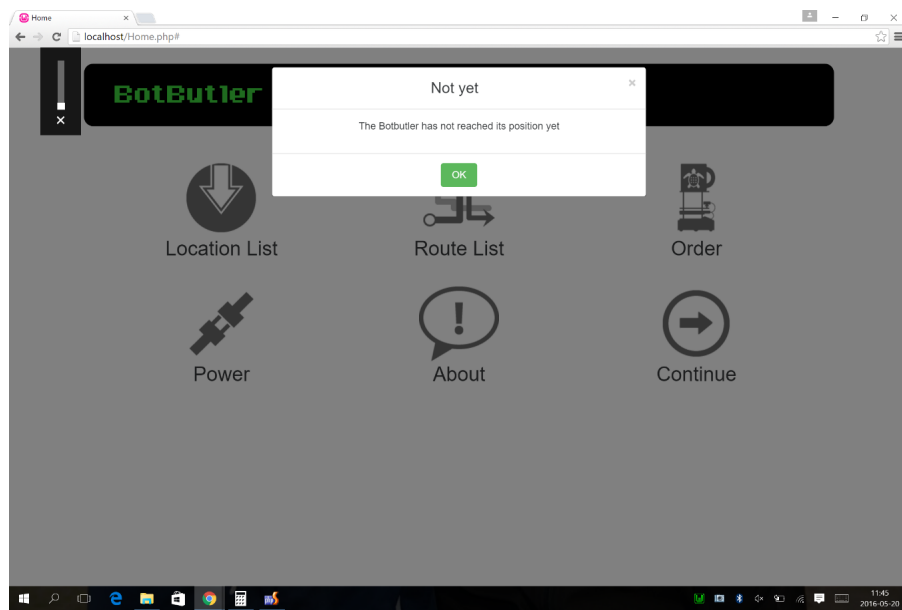 Home
localhost/Home.php#
BotButler
Not yet
The Botbutler has not reached its position yet
OK
Location List
Route List
Order
Power
About
Continue
11:45
2016-05-20